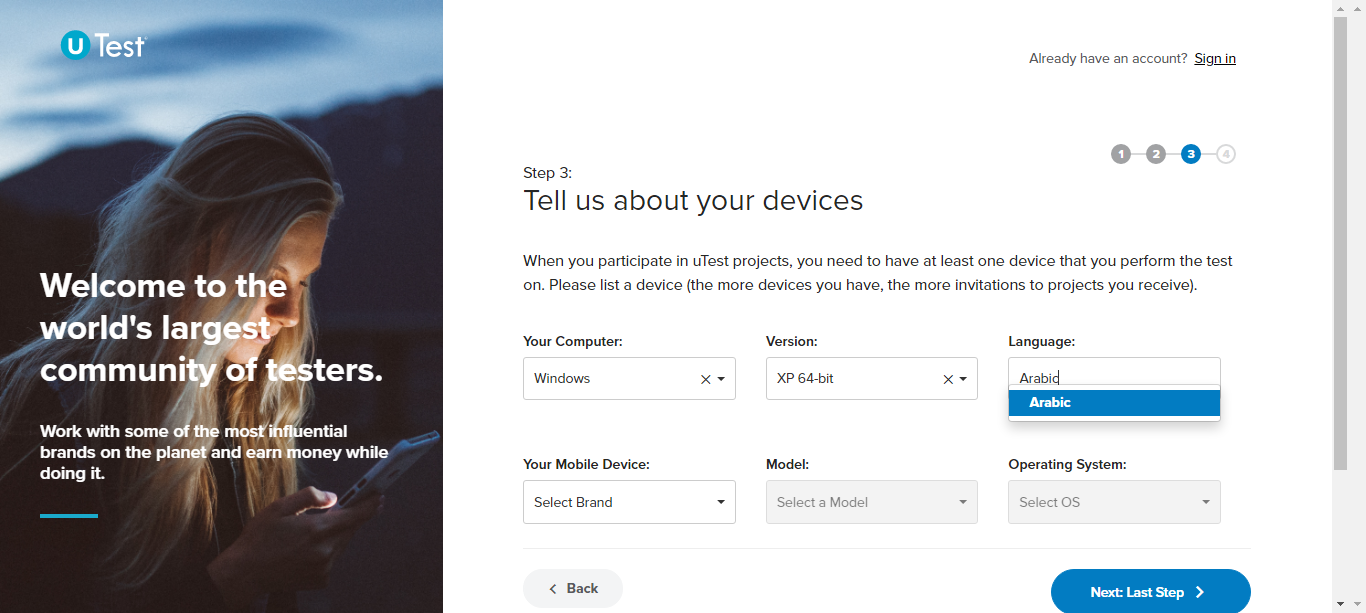 U Test
Already have an account? Sign in
1 2 3 4
Step 3:
Tell us about your devices
Welcome to the
world's largest
community of testers.
Work with some of the most influential
brands on the planet and earn money while
doing it.
When you participate in uTest projects, you need to have at least one device that you perform the test
on. Please list a device (the more devices you have, the more invitations to projects you receive).
Your Computer: Version: Language:
Windows XP 64-bit Arabic
Arabic
Your Mobile Device: Model: Operating System:
Select Brand Select a Model Select OS
Back Next: Last Step